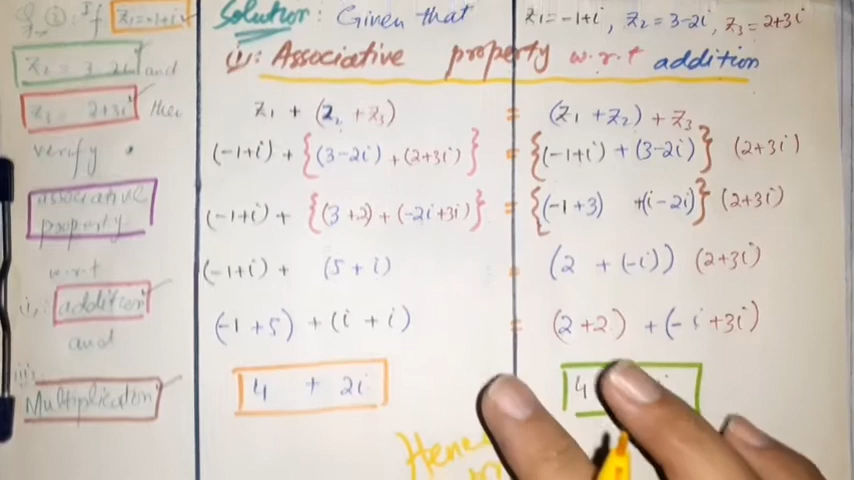 Q ②: If z₁=-1+i
z₂ = 3-2i and
z₃ = 2+3i then
verify
associative
property
w.r.t
i, addition
and
iii, Multiplication
Solution: Given that z₁=-1+i, z₂=3-2i, z₃=2+3i
(i): Associative property w.r.t addition
z₁ + (z₂ + z₃) = (z₁ + z₂) + z₃
(-1+i) + {(3-2i) + (2+3i)} = {(-1+i) + (3-2i)} (2+3i)
(-1+i) + {(3+2) + (-2i+3i)} = {(-1+3) +(i-2i)} (2+3i)
(-1+i) + (5+i) = (2 + (-i)) (2+3i)
(-1+5) + (i+i) = (2+2) + (-i+3i)
4 + 2i 4 i